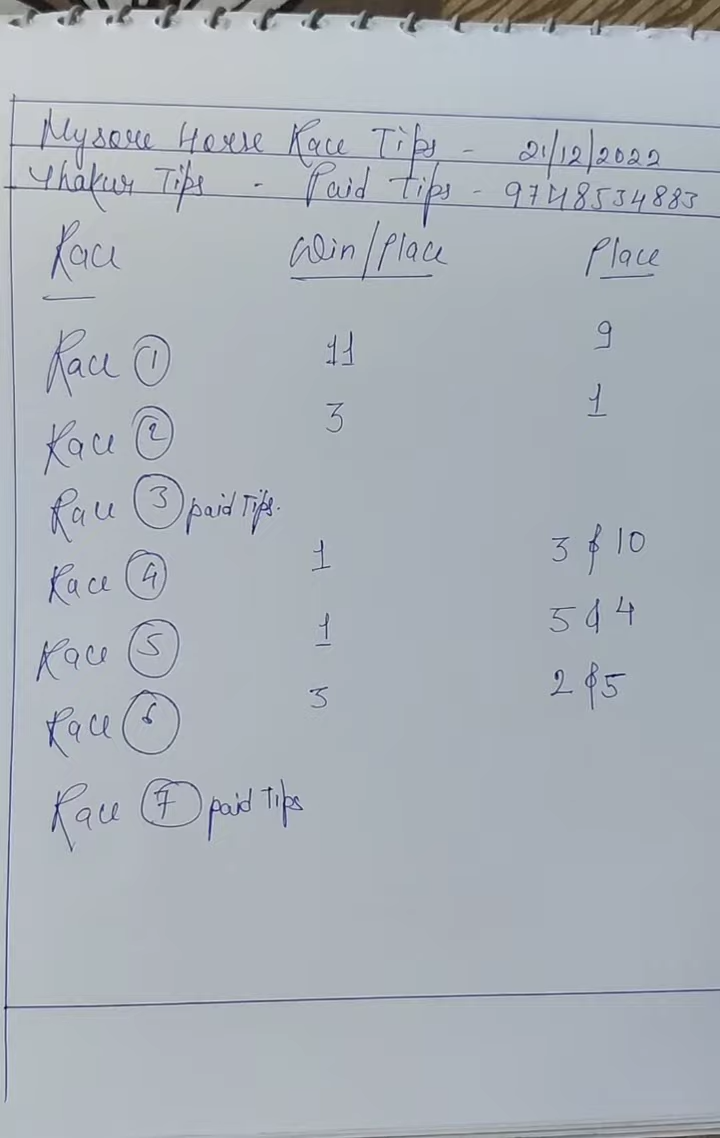 Mysore Horse Race Tips - 21/12/2022
Thakur Tips - Paid Tips - 9748534883
Race Win/Place Place
Race 1 11 9
Race 2 3 1
Race 3 paid Tips.
Race 4 1 3 & 10
Race 5 1 5 & 4
Race 6 3 2 & 5
Race 7 paid Tips